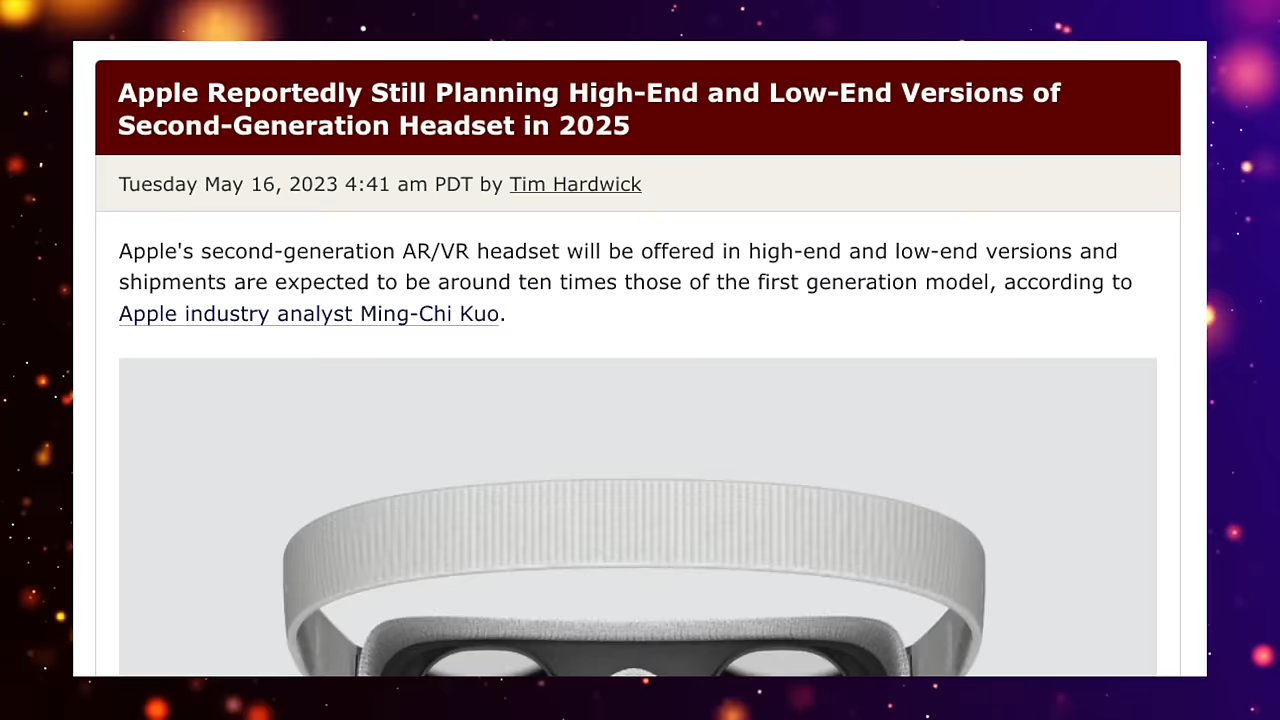 Apple Reportedly Still Planning High-End and Low-End Versions of
Second-Generation Headset in 2025
Tuesday May 16, 2023 4:41 am PDT by Tim Hardwick
Apple's second-generation AR/VR headset will be offered in high-end and low-end versions and
shipments are expected to be around ten times those of the first generation model, according to
Apple industry analyst Ming-Chi Kuo.